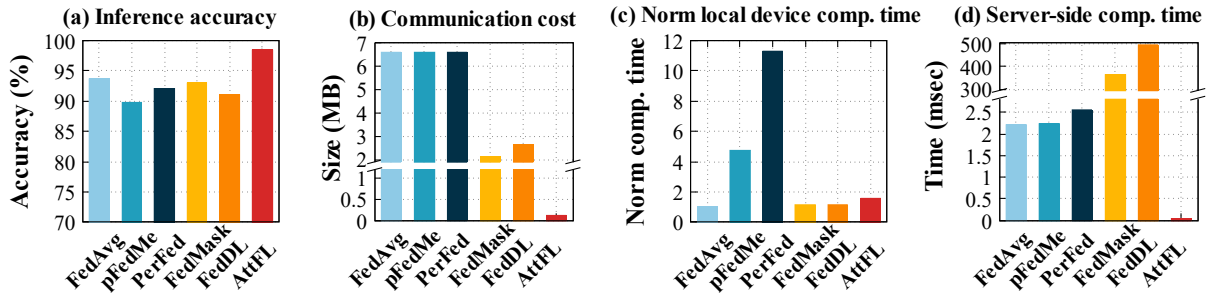 (a) Inference accuracy
Accuracy (%)
100
95
90
85
80
75
70
FedAvg
pFedMe
PerFed
FedMask
FedDL
AttFL
(b) Communication cost
Size (MB)
7
6
5
4
3
2
1
0.5
0
FedAvg
pFedMe
PerFed
FedMask
FedDL
AttFL
(c) Norm local device comp. time
Norm comp. time
12
10
8
6
4
2
0
FedAvg
pFedMe
PerFed
FedMask
FedDL
AttFL
(d) Server-side comp. time
Time (msec)
500
400
300
2.5
2
1.5
1
0.5
0
FedAvg
pFedMe
PerFed
FedMask
FedDL
AttFL